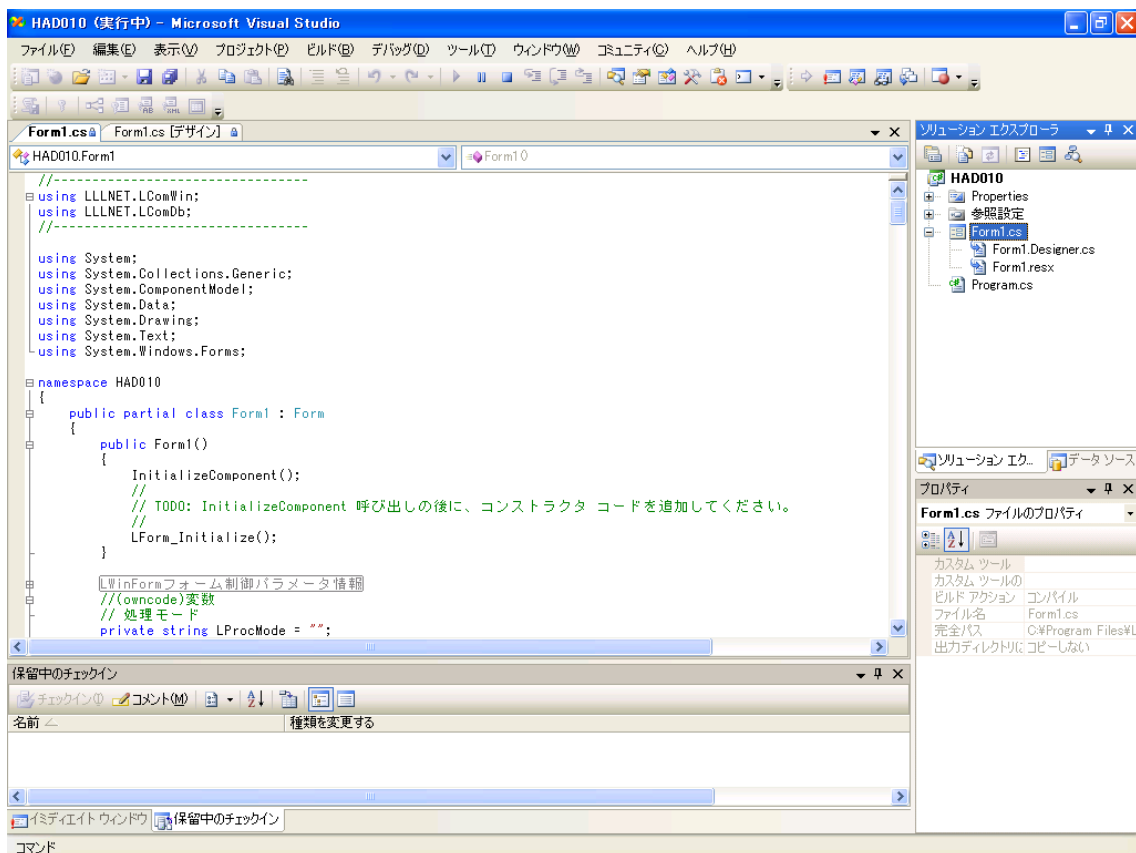 HAD010 (実行中) - Microsoft Visual Studio
ファイル(F) 編集(E) 表示(V) プロジェクト(P) ビルド(B) デバッグ(D) ツール(T) ウィンドウ(W) コミュニティ(C) ヘルプ(H)
Form1.cs Form1.cs [デザイン]
HAD010.Form1 Form1()
//--------------------------------
using LLLNET.LComWin;
using LLLNET.LComDb;
//--------------------------------
using System;
using System.Collections.Generic;
using System.ComponentModel;
using System.Data;
using System.Drawing;
using System.Text;
using System.Windows.Forms;
namespace HAD010
{
public partial class Form1 : Form
{
public Form1()
{
InitializeComponent();
//
// TODO: InitializeComponent 呼び出しの後に、コンストラクタ コードを追加してください。
//
LForm_Initialize();
}
LWinFormフォーム制御パラメータ情報
//(owncode)変数
// 処理モード
private string LProcMode = "";
保留中のチェックイン
チェックイン(I) コメント(M)
名前 種類を変更する
イミディエイト ウィンドウ 保留中のチェックイン
コマンド
ソリューション エクスプローラ
HAD010
Properties
参照設定
Form1.cs
Form1.Designer.cs
Form1.resx
Program.cs
ソリューション エク... データ ソース
プロパティ
Form1.cs ファイルのプロパティ
カスタム ツール
カスタム ツールの
ビルド アクション コンパイル
ファイル名 Form1.cs
完全パス C:¥Program Files¥L
出力ディレクトリに コピーしない